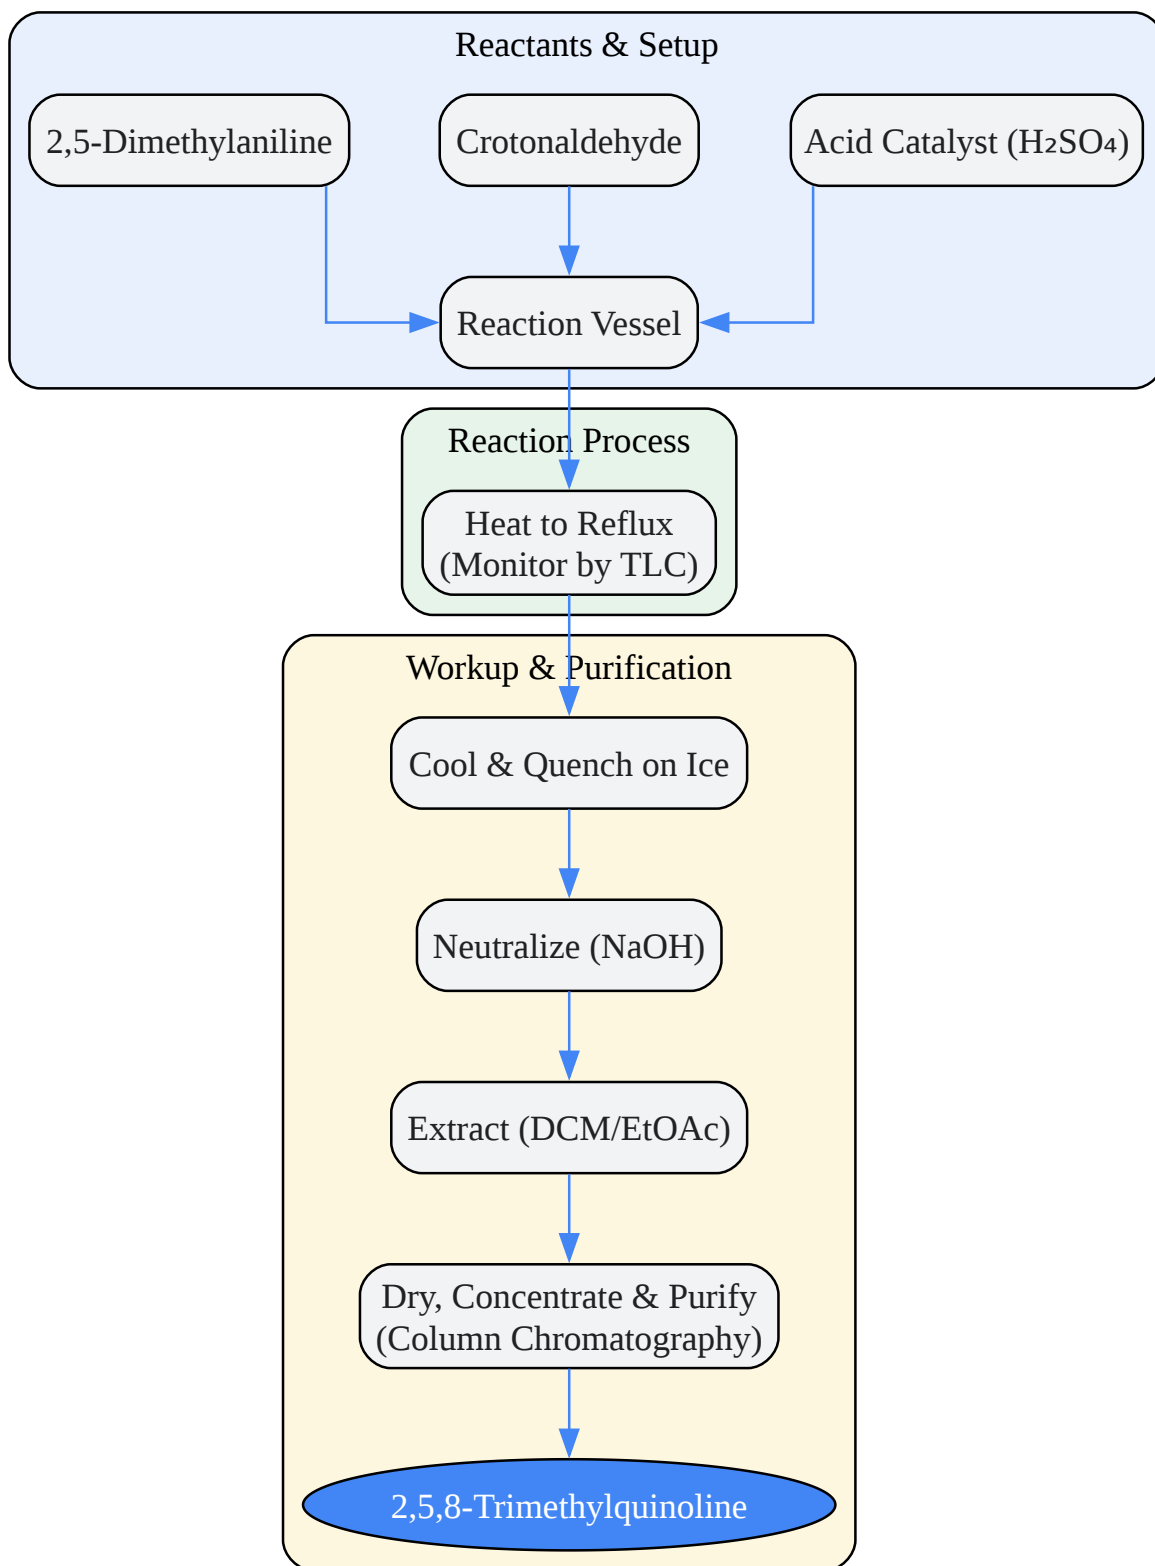 Reactants & Setup
2,5-Dimethylaniline
Crotonaldehyde
Acid Catalyst (H₂SO₄)
Reaction Vessel
Reaction Process
Heat to Reflux
(Monitor by TLC)
Workup & Purification
Cool & Quench on Ice
Neutralize (NaOH)
Extract (DCM/EtOAc)
Dry, Concentrate & Purify
(Column Chromatography)
2,5,8-Trimethylquinoline